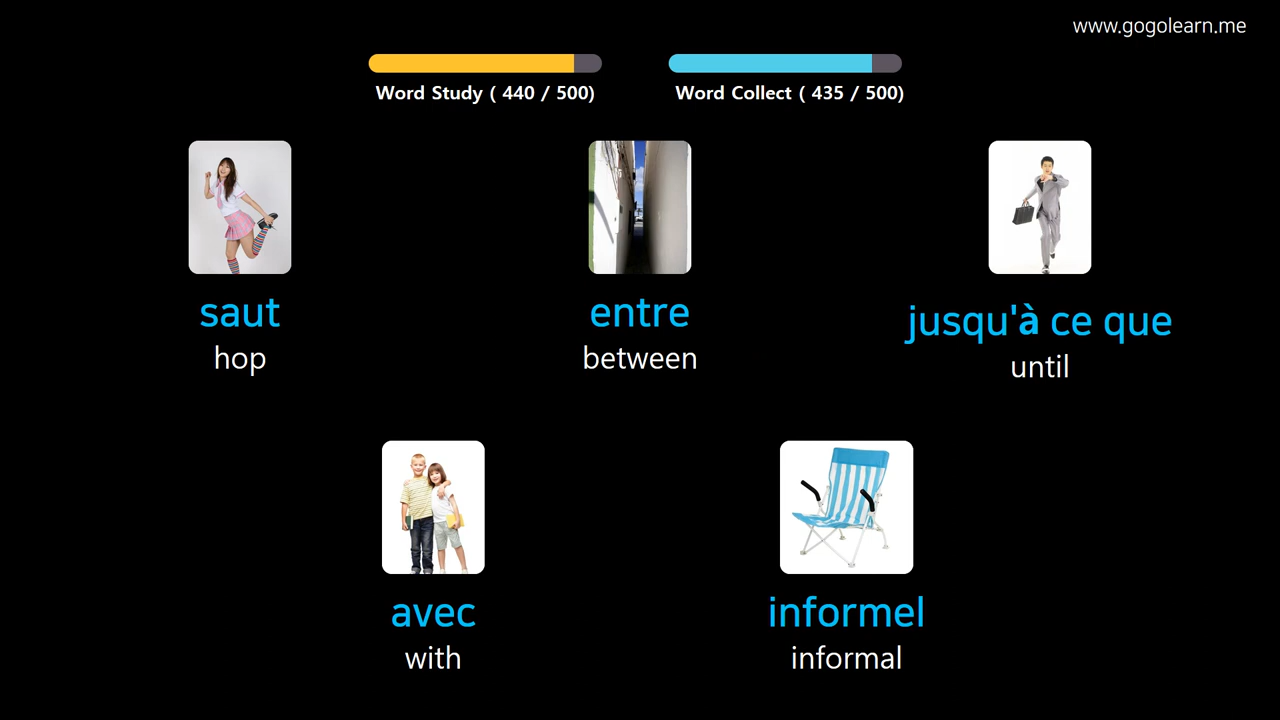 www.gogolearn.me
Word Study ( 440 / 500)
Word Collect ( 435 / 500)
saut
hop
entre
between
jusqu'à ce que
until
avec
with
informel
informal